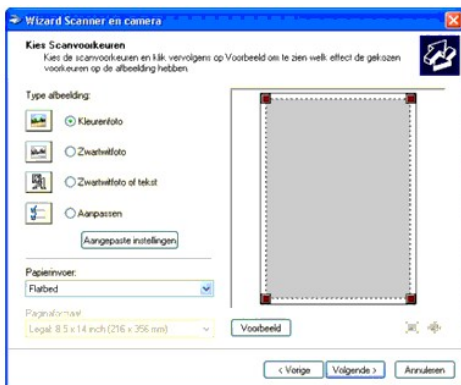 Wizard Scanner en camera
Kies Scanvoorkeuren
Kies de scanvoorkeuren en klik vervolgens op Voorbeeld om te zien welk effect de gekozen
voorkeuren op de afbeelding hebben.
Type afbeelding:
Kleurenfoto
Zwartwitfoto
Zwartwitfoto of tekst
Aanpassen
Aangepaste instellingen
Papierinvoer:
Flatbed
Paginaformaat:
Legal: 8.5 x 14 inch (216 x 356 mm)
Voorbeeld
< Vorige
Volgende >
Annuleren